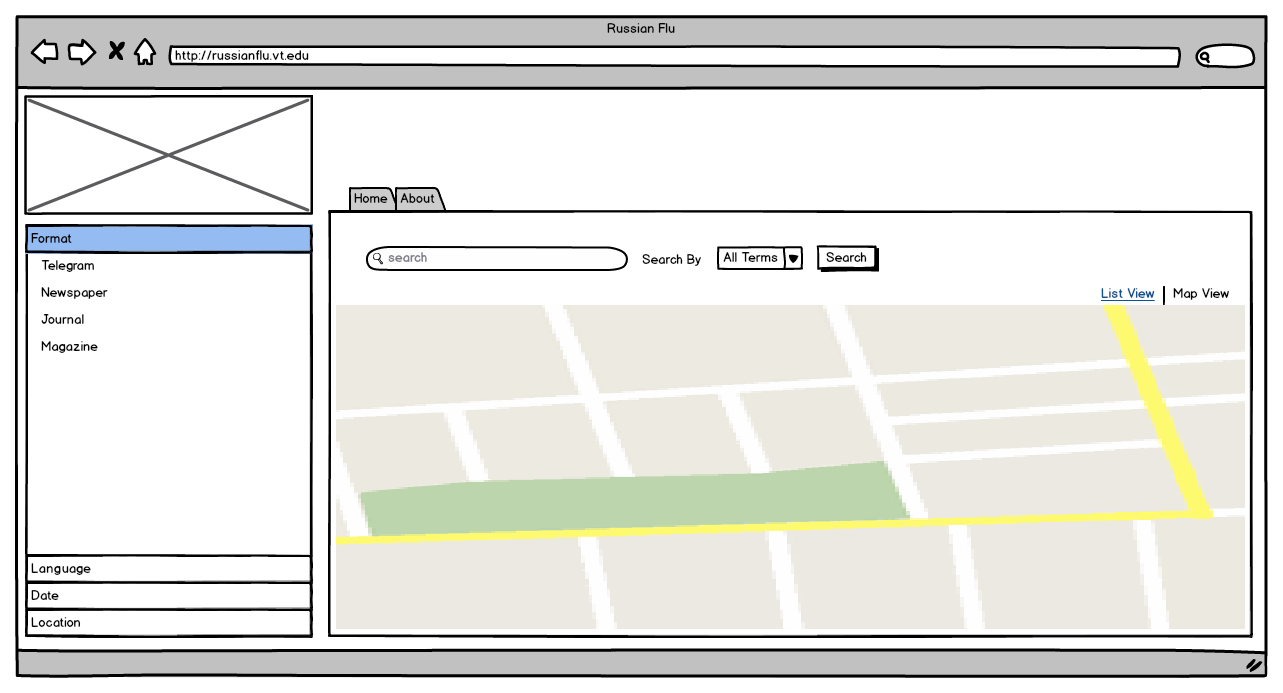 Russian Flu
http://russianflu.vt.edu
Home
About
Format
Telegram
Newspaper
Journal
Magazine
Language
Date
Location
search
Search By
All Terms
Search
List View
Map View